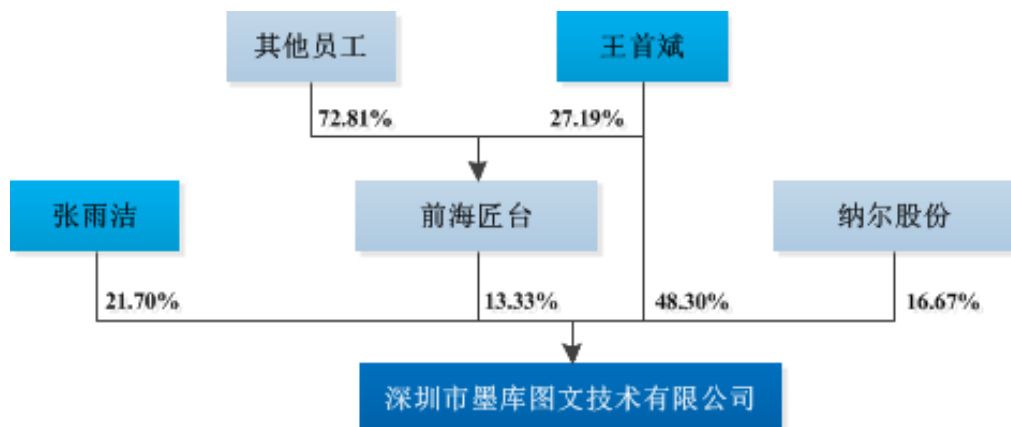 其他员工
王首斌
72.81%
27.19%
张雨洁
前海匠台
纳尔股份
21.70%
13.33%
48.30%
16.67%
深圳市墨库图文技术有限公司